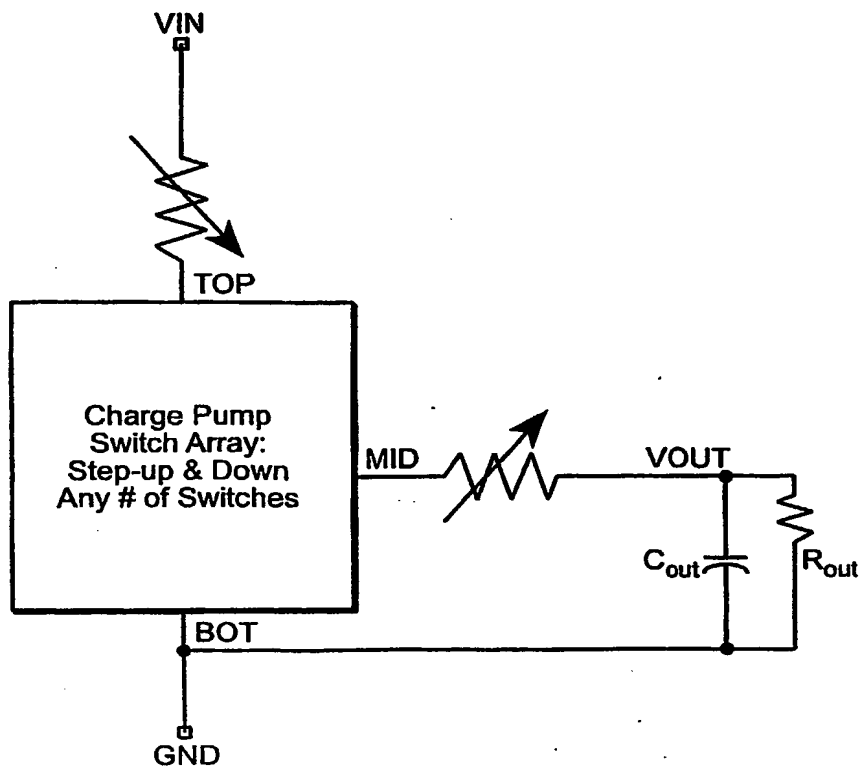 VIN
TOP
Charge Pump
Switch Array:
Step-up & Down
Any # of Switches
MID
VOUT
Cout
Rout
BOT
GND